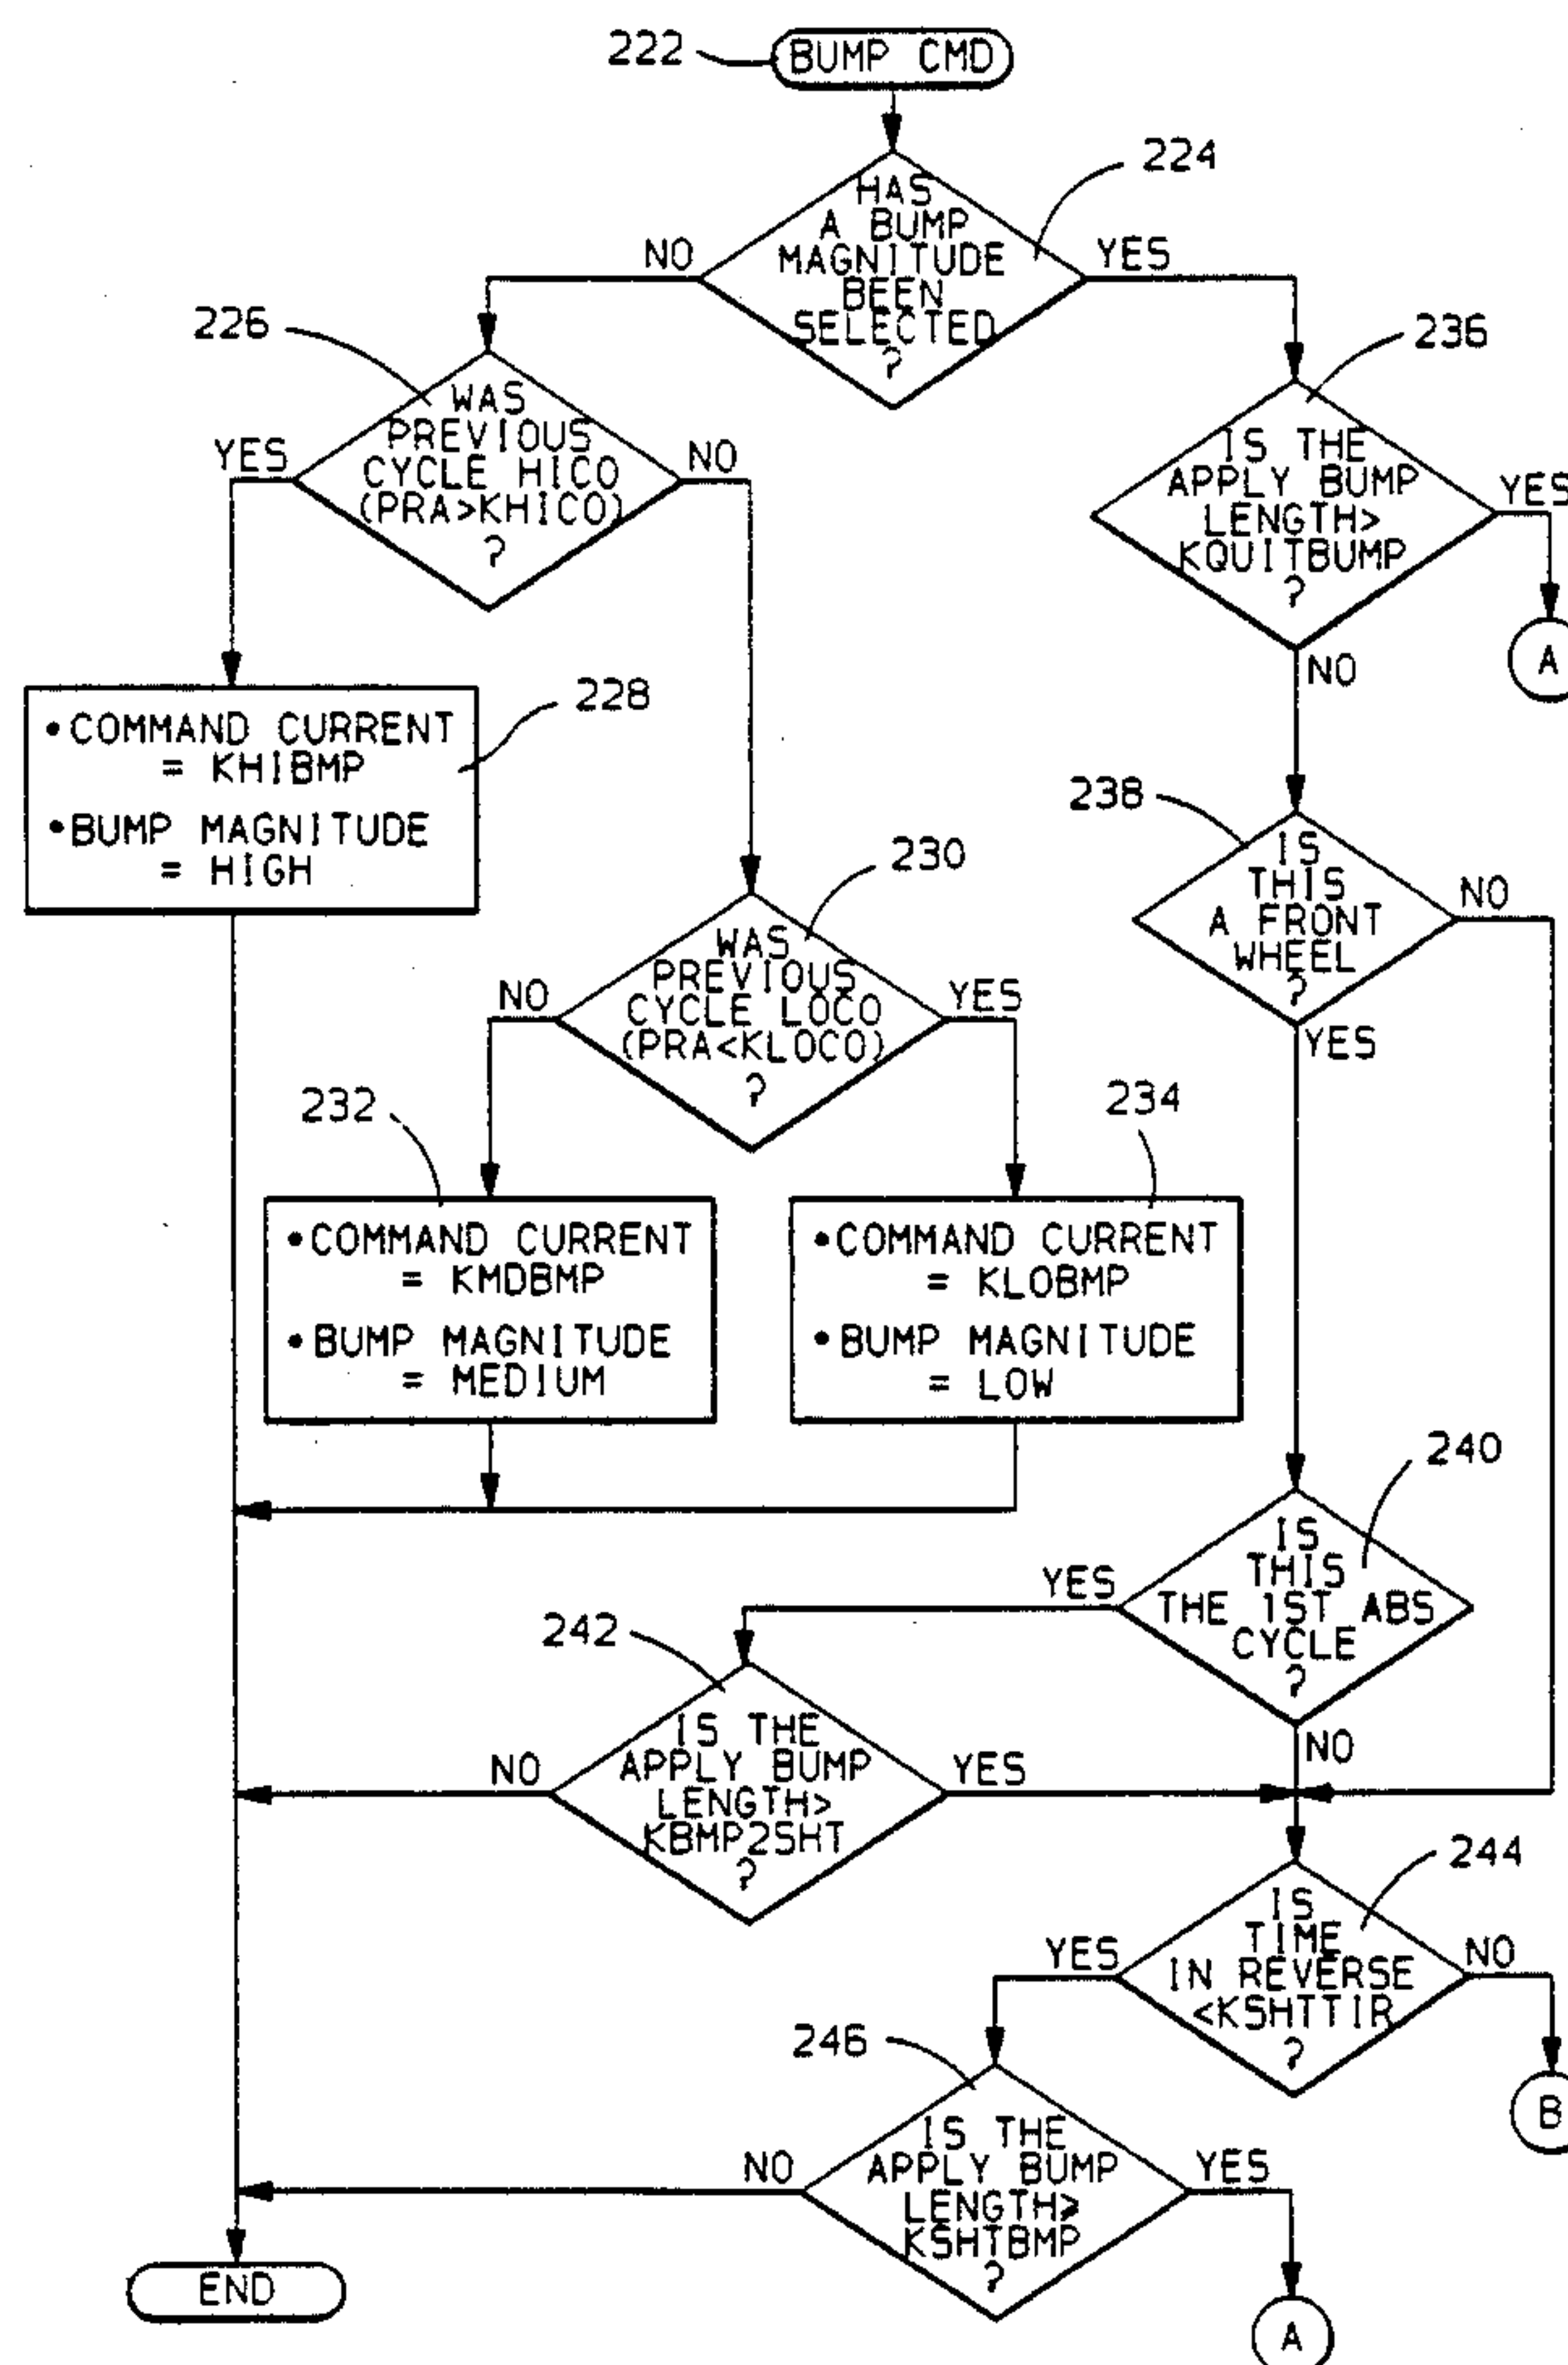 222
BUMP CMD
224
HAS
A BUMP
MAGNITUDE
BEEN
SELECTED
?
NO
YES
226
WAS
PREVIOUS
CYCLE HICO
(PRA>KHICO)
?
YES
NO
236
IS THE
APPLY BUMP
LENGTH>
KQUITBUMP
?
YES
A
NO
228
•COMMAND CURRENT
= KHIBMP
•BUMP MAGNITUDE
= HIGH
238
IS
THIS
A FRONT
WHEEL
?
NO
YES
230
WAS
PREVIOUS
CYCLE LOCO
(PRA<KLOCO)
?
NO
YES
232
•COMMAND CURRENT
= KMDBMP
•BUMP MAGNITUDE
= MEDIUM
234
•COMMAND CURRENT
= KLOBMP
•BUMP MAGNITUDE
= LOW
240
IS
THIS
THE 1ST ABS
CYCLE
?
YES
NO
242
IS THE
APPLY BUMP
LENGTH>
KBMP2SHT
?
NO
YES
244
IS
TIME
IN REVERSE
<KSHTTIR
?
YES
NO
B
246
IS THE
APPLY BUMP
LENGTH>
KSHTBMP
?
NO
YES
A
END